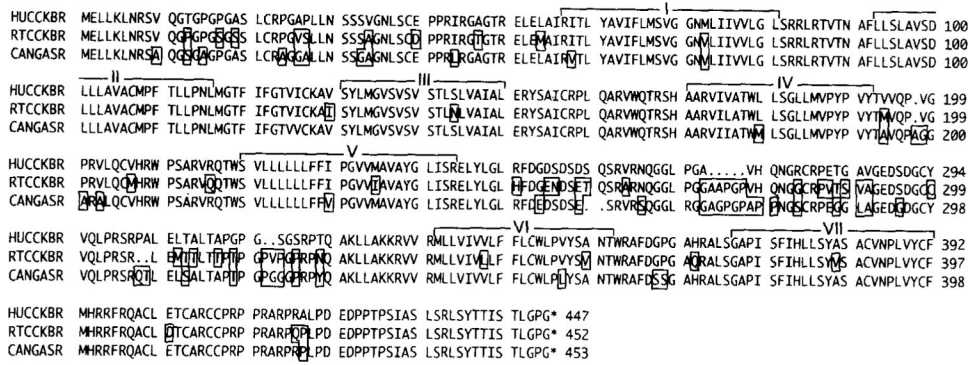 I
HUCCKBR MELLKLNRSV QGTGPGPGAS LCRPGAPLLN SSSVGNLSCE PPRIRGAGTR ELELAIRITL YAVIFLMSVG GNMLIIVVLG LSRRLRTVTN AFLLSLAVSD 100
RTCCKBR MELLKLNRSV QGPGPGSGSS LCRPGVSLLN SSSAGNLSCD PPRIRGTGTR ELEMAIRITL YAVIFLMSVG GNVLIIVVLG LSRRLRTVTN AFLLSLAVSD 100
CANGASR MELLKLNRSA QGSGAGPGAS LCRAGGALLN SSGAGNLSCE PPRLRGAGTR ELELAIRVTL YAVIFLMSVG GNVLIIVVLG LSRRLRTVTN AFLLSLAVSD 100
II III IV
HUCCKBR LLLAVACMPF TLLPNLMGTF IFGTVICKAV SYLMGVSVSV STLSLVAIAL ERYSAICRPL QARVWQTRSH AARVIVATWL LSGLLMVPYP VYTVVQP.VG 199
RTCCKBR LLLAVACMPF TLLPNLMGTF IFGTVICKAI SYLMGVSVSV STLNLVAIAL ERYSAICRPL QARVWQTRSH AARVILATWL LSGLLMVPYP VYTMVQP.VG 199
CANGASR LLLAVACMPF TLLPNLMGTF IFGTVVCKAV SYLMGVSVSV STLSLVAIAL ERYSAICRPL QARVWQTRSH AARVIIATWM LSGLLMVPYP VYTAVQPAGG 200
V
HUCCKBR PRVLQCVHRW PSARVRQTWS VLLLLLLFFI PGVVMAVAYG LISRELYLGL RFDGDSDSDS QSRVRNQGGL PGA.....VH QNGRCRPETG AVGEDSDGCY 294
RTCCKBR PRVLQCMHRW PSARVQQTWS VLLLLLLFFI PGVVIAVAYG LISRELYLGL HFDGENDSET QSRARNQGGL PGGAAPGPVH QNGGCRPVTS VAGEDSDGCC 299
CANGASR ARALQCVHRW PSARVRQTWS VLLLLLLFFV PGVVMAVAYG LISRELYLGL RFDEDSDSE. .SRVRSQGGL RGGAGPGPAP PNGSCRPEGG LAGEDGDGCY 298
VI VII
HUCCKBR VQLPRSRPAL ELTALTAPGP G..SGSRPTQ AKLLAKKRVV RMLLVIVVLF FLCWLPVYSA NTWRAFDGPG AHRALSGAPI SFIHLLSYAS ACVNPLVYCF 392
RTCCKBR VQLPRSR..L EMTTLTTPTP GPVPGPRPNQ AKLLAKKRVV RMLLVIVLLF FLCWLPVYSV NTWRAFDGPG AQRALSGAPI SFIHLLSYVS ACVNPLVYCF 397
CANGASR VQLPRSRQTL ELSALTAPTP GPGGGPRPYQ AKLLAKKRVV RMLLVIVVLF FLCWLPLYSA NTWRAFDSSG AHRALSGAPI SFIHLLSYAS ACVNPLVYCF 398
HUCCKBR MHRRFRQACL ETCARCCPRP PRARPRALPD EDPPTPSIAS LSRLSYTTIS TLGPG* 447
RTCCKBR MHRRFRQACL DTCARCCPRP PRARPQPLPD EDPPTPSIAS LSRLSYTTIS TLGPG* 452
CANGASR MHRRFRQACL ETCARCCPRP PRARPRPLPD EDPPTPSIAS LSRLSYTTIS TLGPG* 453